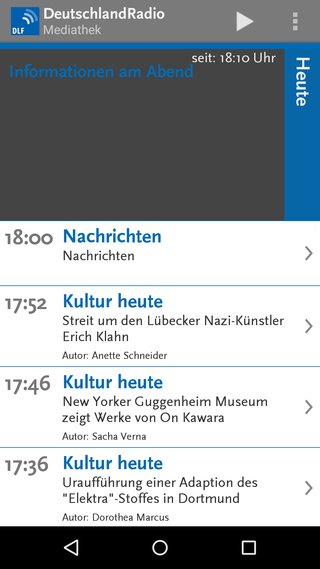 DLF
DeutschlandRadio
Mediathek
seit: 18:10 Uhr
Informationen am Abend
Heute
18:00
Nachrichten
Nachrichten
17:52
Kultur heute
Streit um den Lübecker Nazi-Künstler
Erich Klahn
Autor: Anette Schneider
17:46
Kultur heute
New Yorker Guggenheim Museum
zeigt Werke von On Kawara
Autor: Sacha Verna
17:36
Kultur heute
Uraufführung einer Adaption des
"Elektra"-Stoffes in Dortmund
Autor: Dorothea Marcus